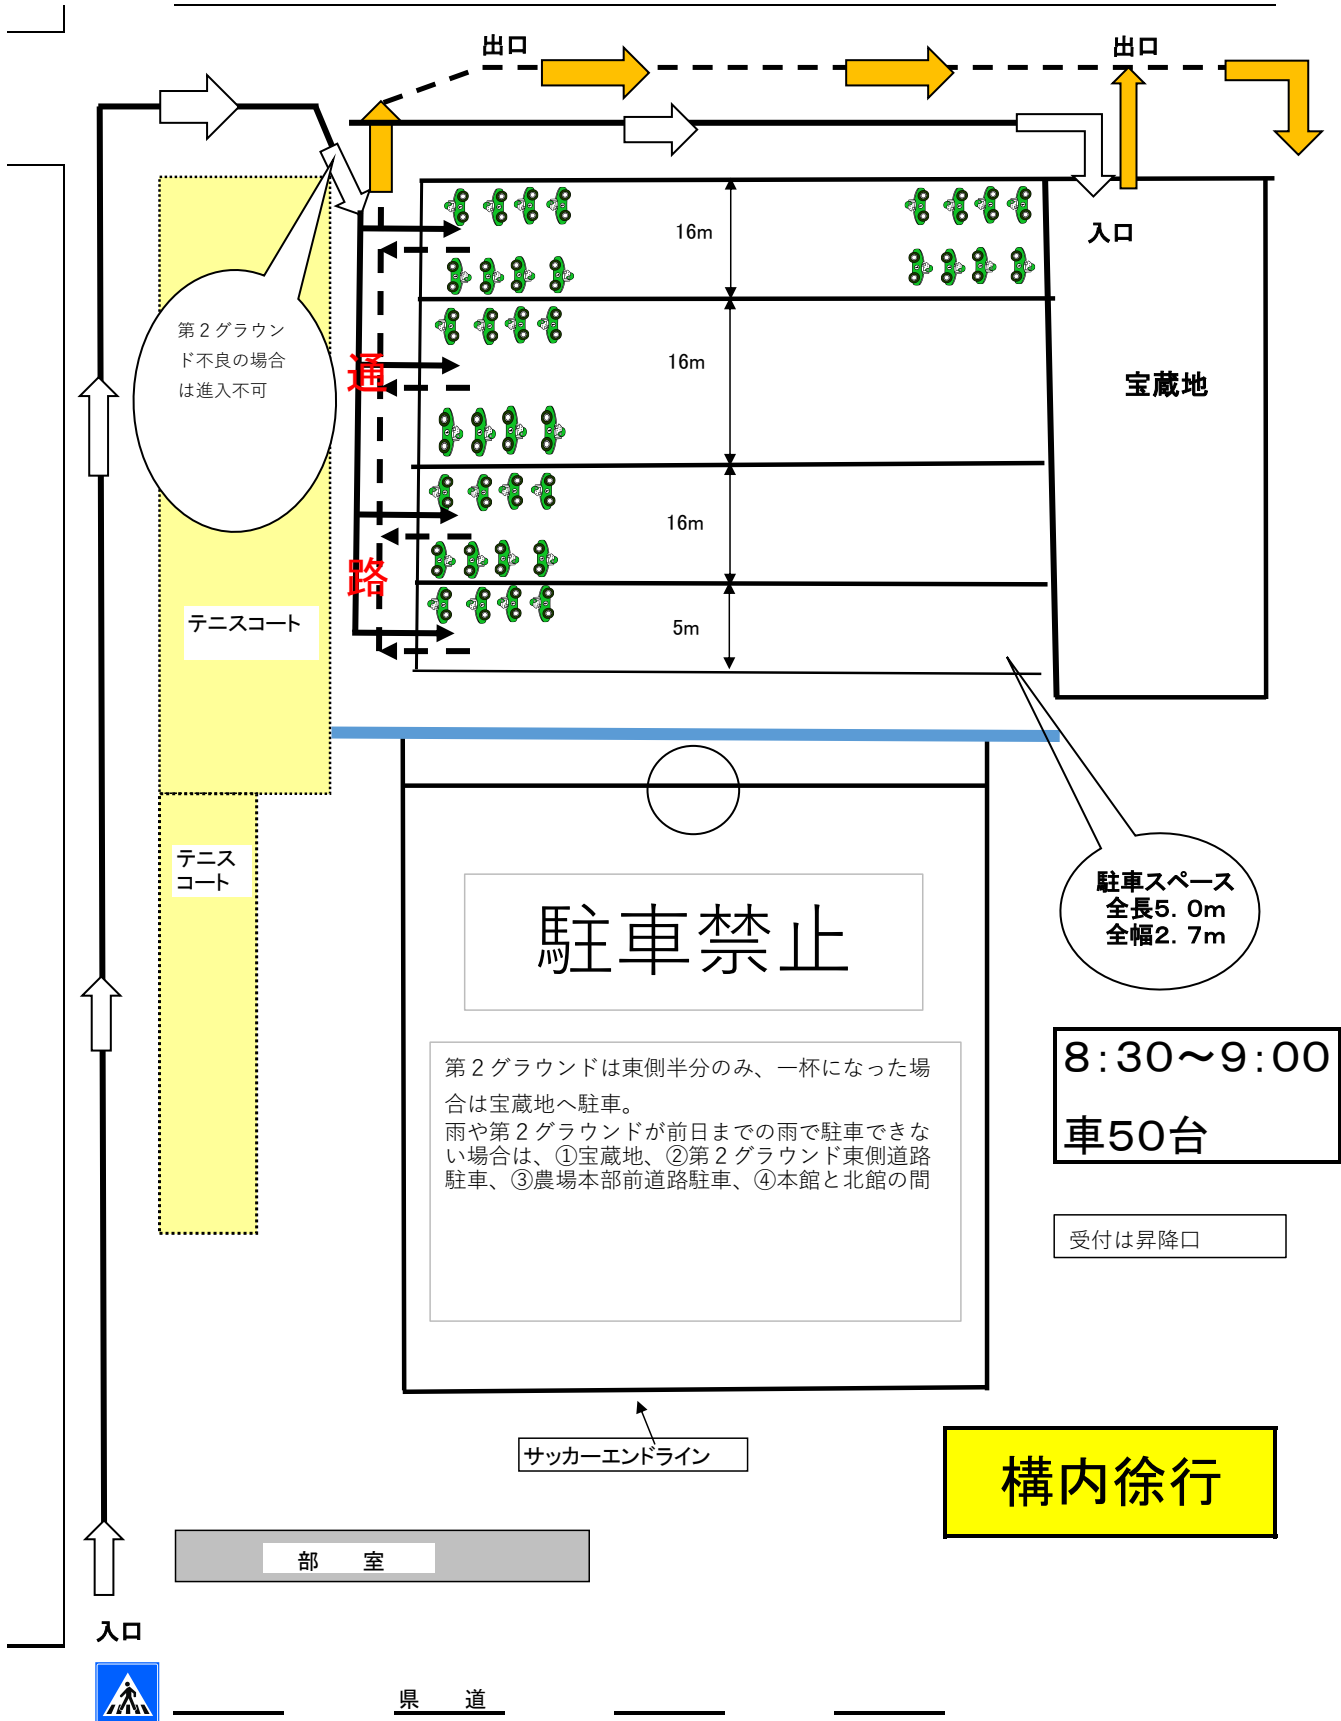 出口
出口
入口
16m
第２グラウン
ド不良の場合
は進入不可
通
16m
宝蔵地
16m
路
テニスコート
5m
テニス
コート
駐車スペース
全長5．0m
全幅2．7m
駐車禁止
第２グラウンドは東側半分のみ、一杯になった場
合は宝蔵地へ駐車。
雨や第２グラウンドが前日までの雨で駐車できな
い場合は、①宝蔵地、②第２グラウンド東側道路
駐車、③農場本部前道路駐車、④本館と北館の間
8：30～9：00
車50台
受付は昇降口
サッカーエンドライン
構内徐行
部　室
入口
県　道